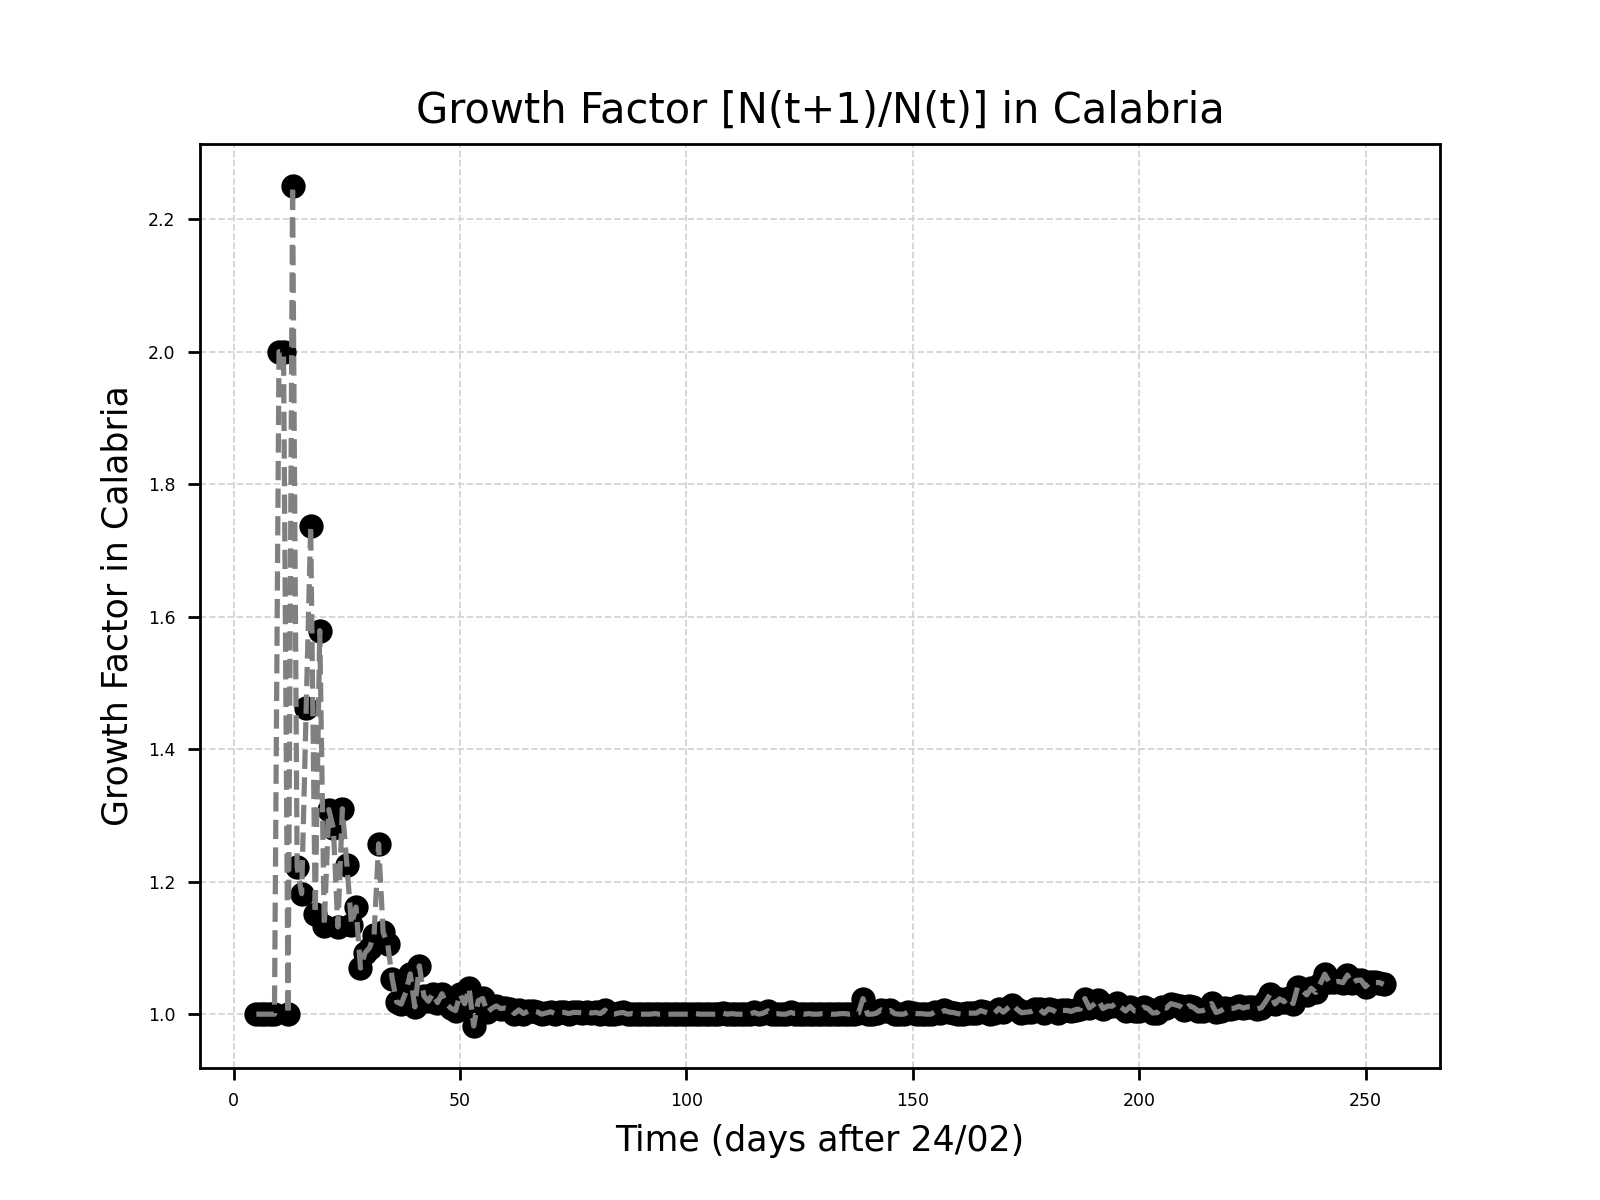 Growth Factor [N(t+1)/N(t)] in Calabria
Growth Factor in Calabria
2.2
2.0
1.8
1.6
1.4
1.2
1.0
0 50 100 150 200 250
Time (days after 24/02)